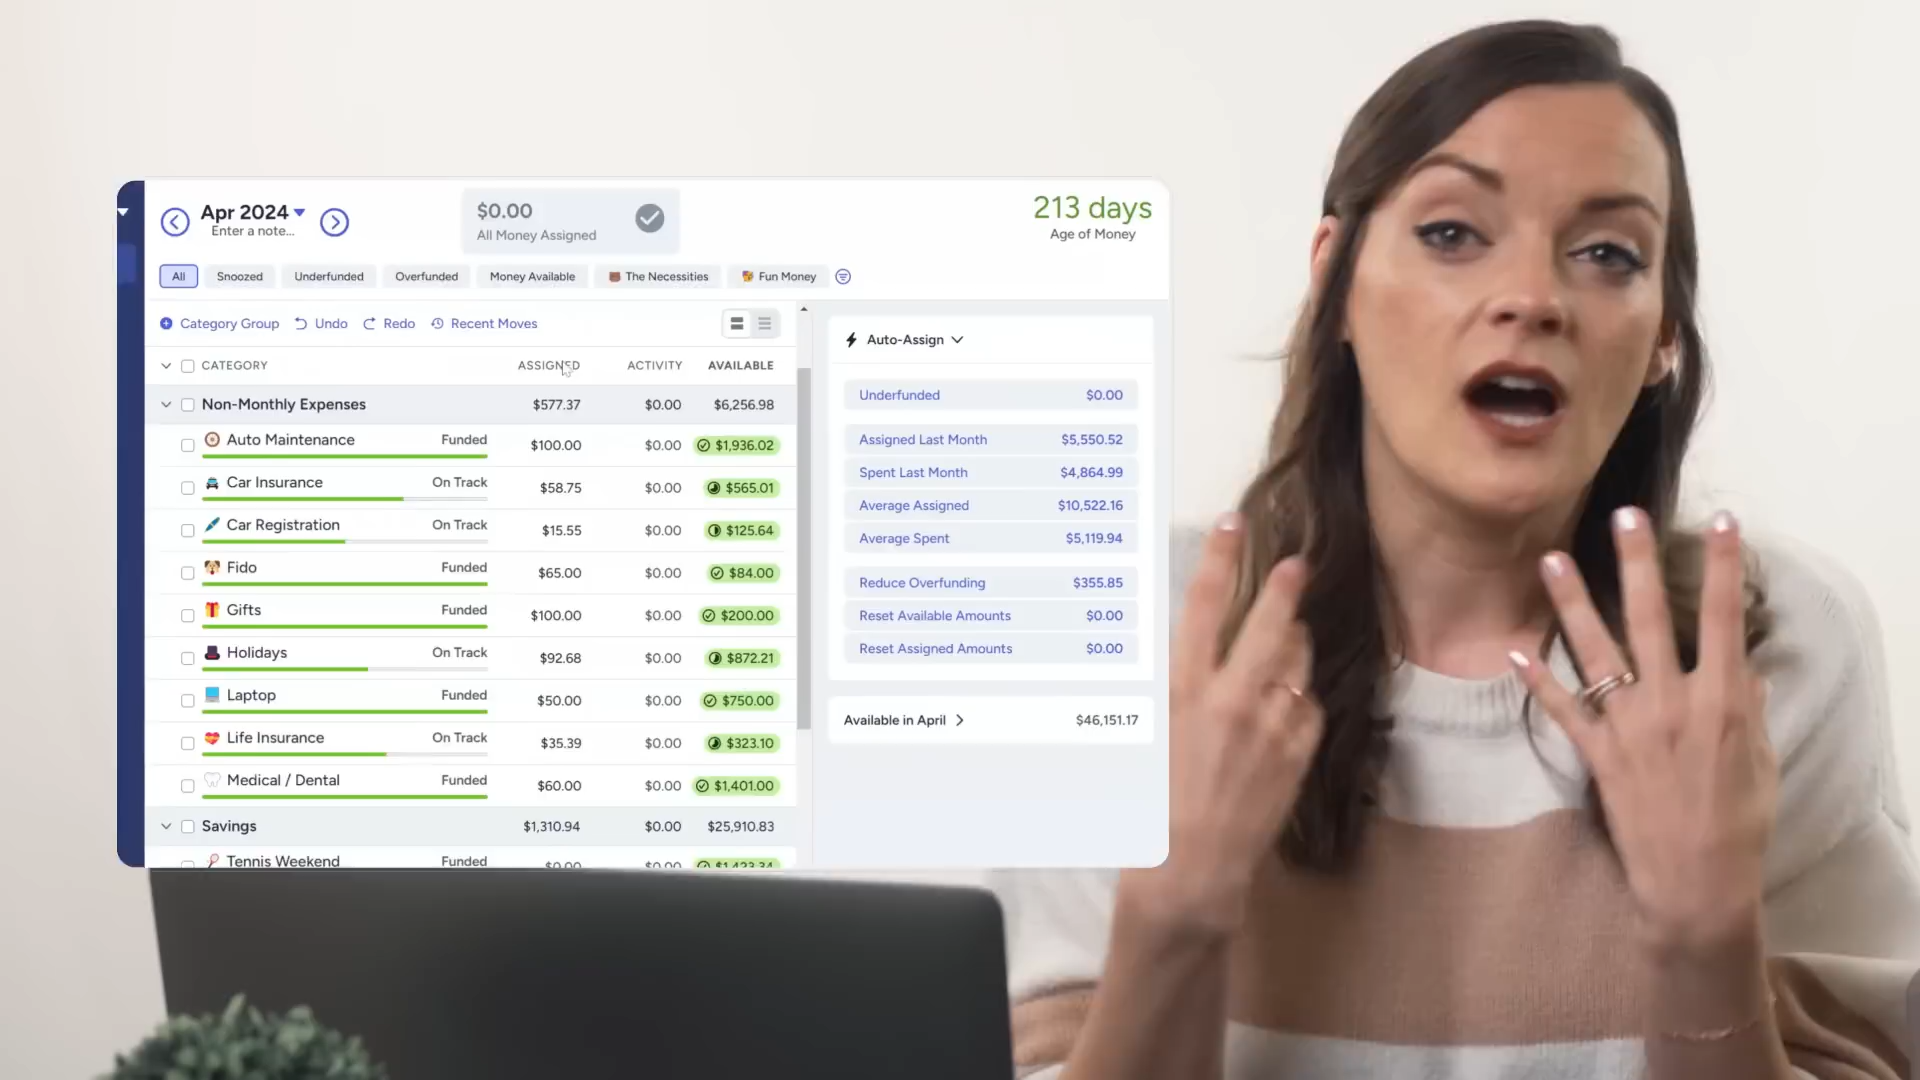 Apr 2024
Enter a note...
$0.00
All Money Assigned
213 days
Age of Money
All Snoozed Underfunded Overfunded Money Available The Necessities Fun Money
Category Group Undo Redo Recent Moves
CATEGORY ASSIGNED ACTIVITY AVAILABLE
Non-Monthly Expenses $577.37 $0.00 $6,256.98
Auto Maintenance Funded $100.00 $0.00 $1,936.02
Car Insurance On Track $58.75 $0.00 $565.01
Car Registration On Track $15.55 $0.00 $125.64
Fido Funded $65.00 $0.00 $84.00
Gifts Funded $100.00 $0.00 $200.00
Holidays On Track $92.68 $0.00 $872.21
Laptop Funded $50.00 $0.00 $750.00
Life Insurance On Track $35.39 $0.00 $323.10
Medical / Dental Funded $60.00 $0.00 $1,401.00
Savings $1,310.94 $0.00 $25,910.83
Tennis Weekend Funded $0.00 $0.00 $1,423.34
Auto-Assign
Underfunded $0.00
Assigned Last Month $5,550.52
Spent Last Month $4,864.99
Average Assigned $10,522.16
Average Spent $5,119.94
Reduce Overfunding $355.85
Reset Available Amounts $0.00
Reset Assigned Amounts $0.00
Available in April $46,151.17